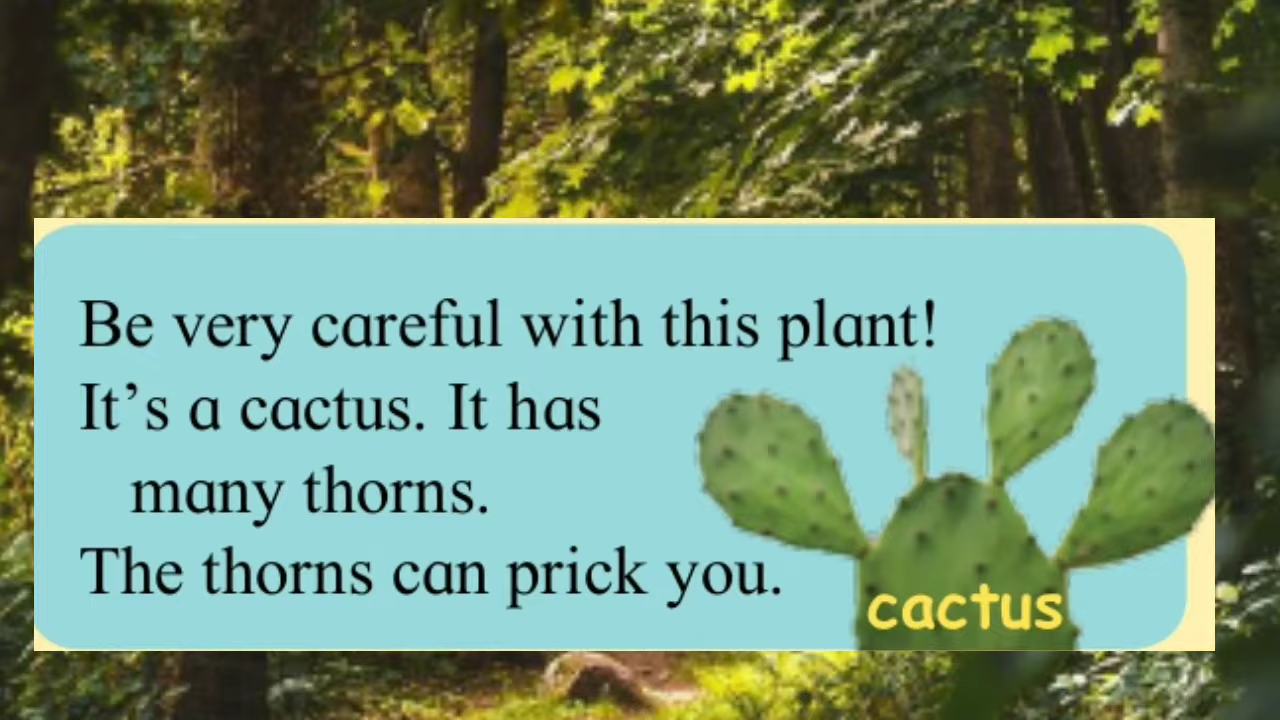 Be very careful with this plant!
It’s a cactus. It has
many thorns.
The thorns can prick you.
cactus